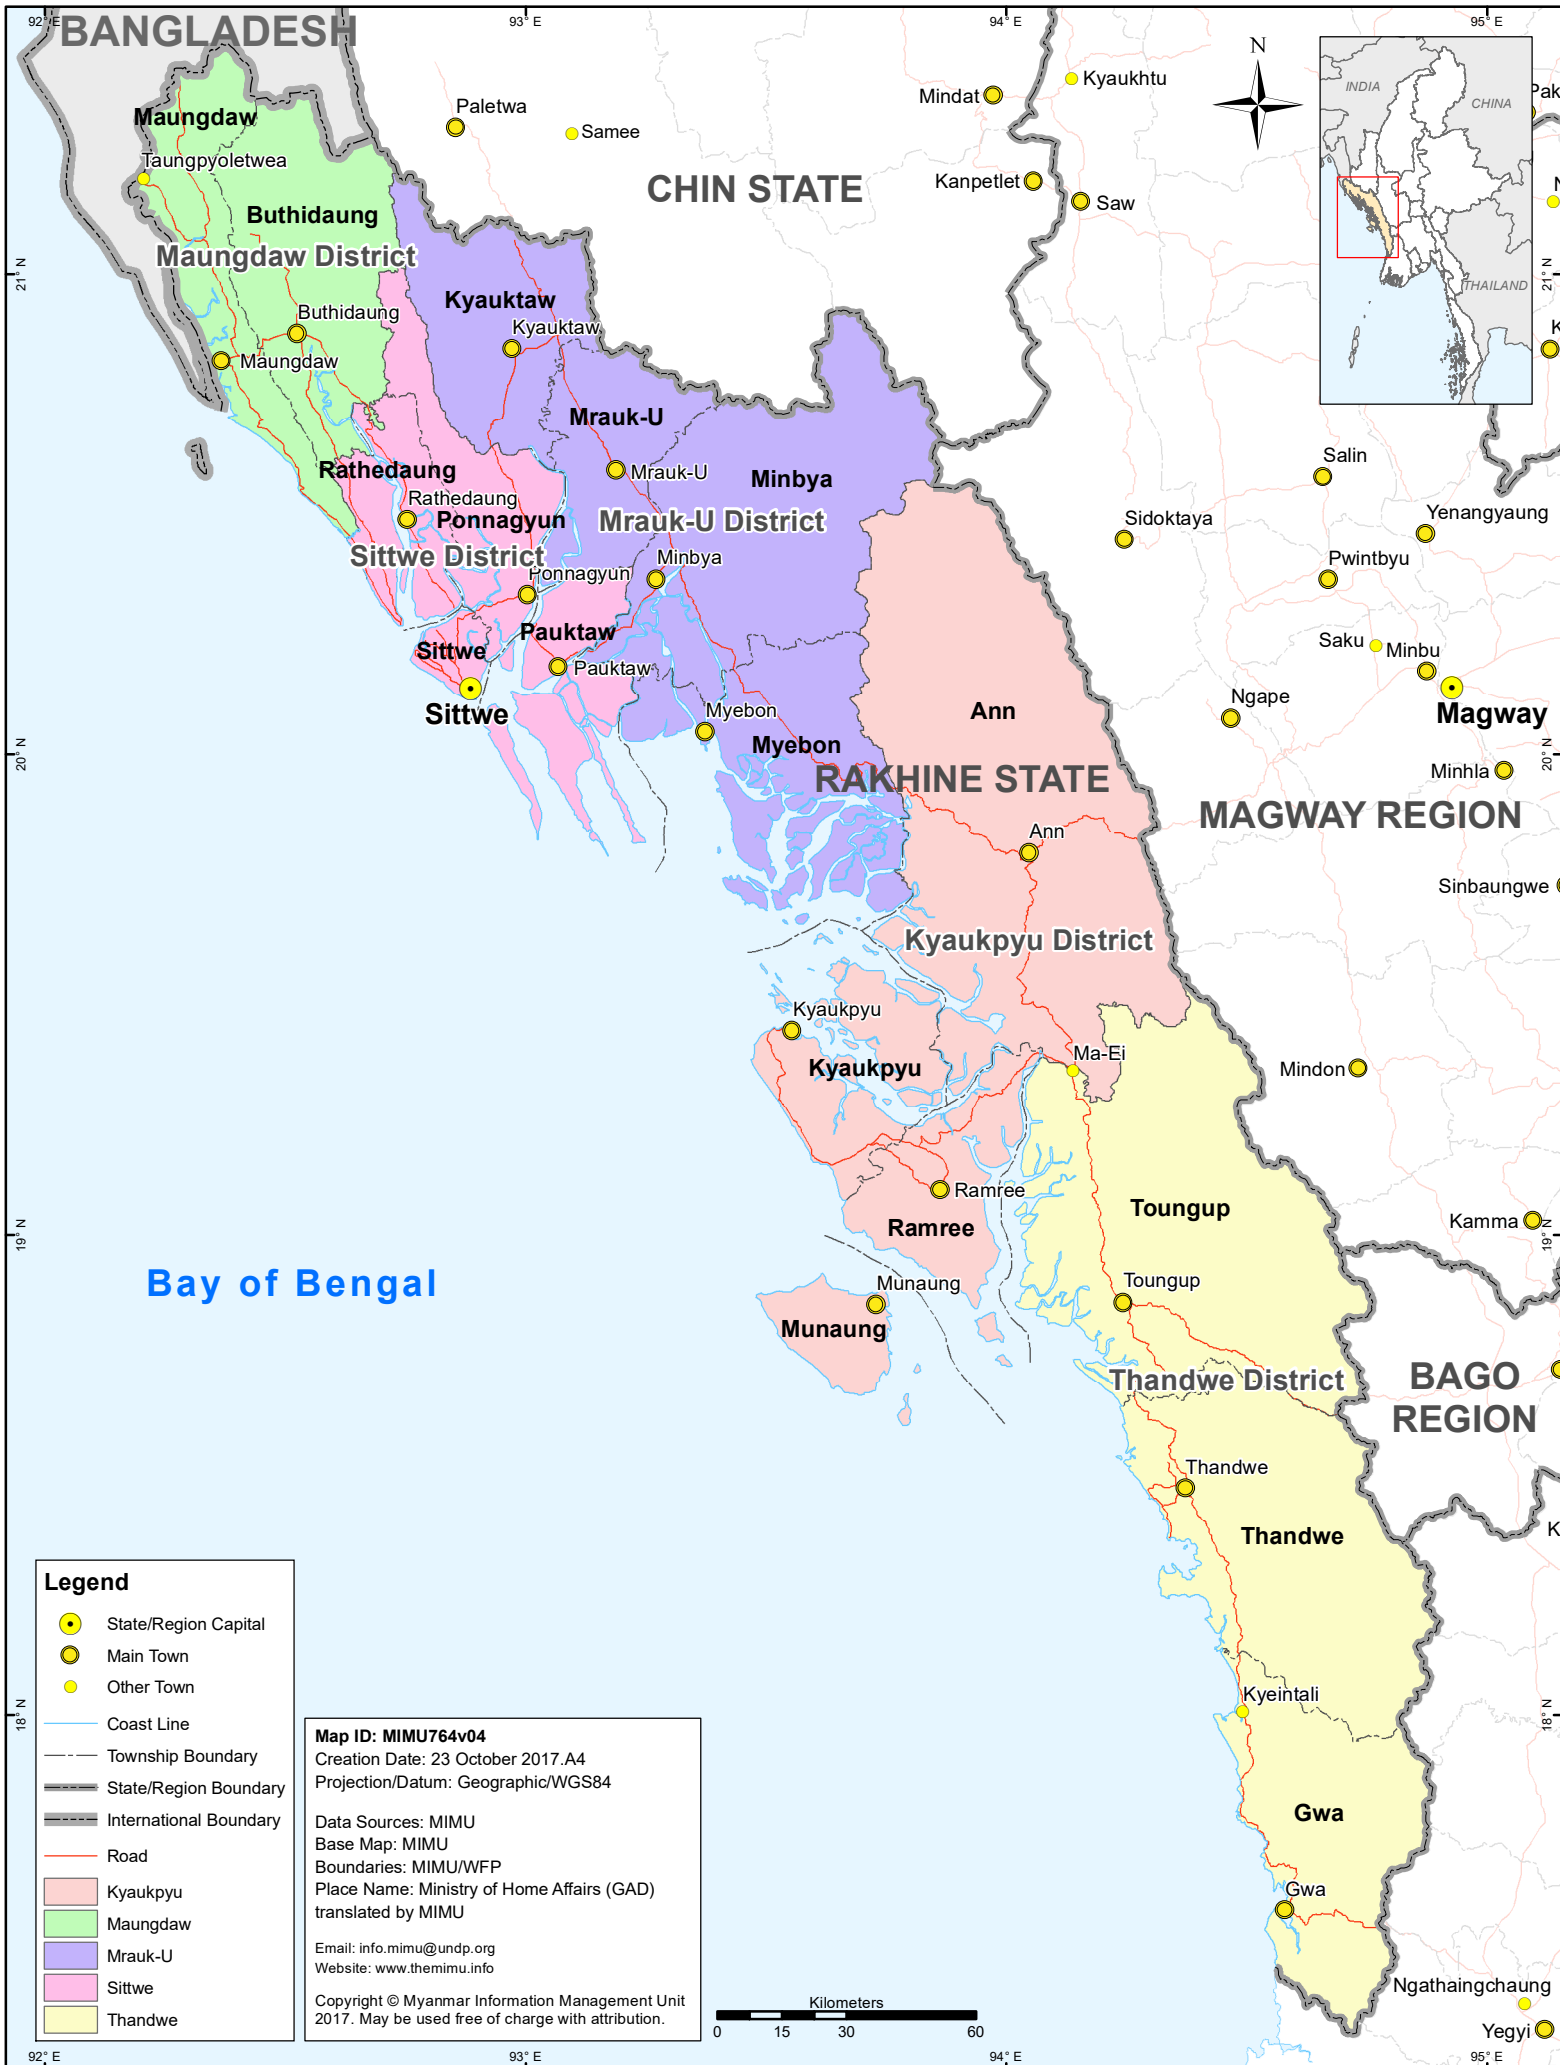 92° E
93° E
94° E
95° E
BANGLADESH
N
INDIA
CHINA
THAILAND
Maungdaw
Taungpyoletwea
Paletwa
Samee
Mindat
Kyaukhtu
CHIN STATE
Kanpetlet
Saw
Buthidaung
Maungdaw District
21° N
21° N
Buthidaung
Maungdaw
Kyauktaw
Kyauktaw
Mrauk-U
Mrauk-U
Minbya
Rathedaung
Rathedaung
Ponnagyun
Mrauk-U District
Sittwe District
Minbya
Ponnagyun
Salin
Sidoktaya
Yenangyaung
Pwintbyu
Pauktaw
Pauktaw
Sittwe
Sittwe
Saku
Minbu
Ngape
Magway
Ann
Myebon
Myebon
20° N
20° N
RAKHINE STATE
Minhla
MAGWAY REGION
Ann
Sinbaungwe
Kyaukpyu District
Kyaukpyu
Kyaukpyu
Ma-Ei
Mindon
Ramree
Ramree
Toungup
Kamma
19° N
19° N
Bay of Bengal
Munaung
Munaung
Toungup
Thandwe District
BAGO
REGION
Thandwe
Thandwe
Kyeintali
18° N
18° N
Gwa
Gwa
Ngathaingchaung
Yegyi
Legend
State/Region Capital
Main Town
Other Town
Coast Line
Township Boundary
State/Region Boundary
International Boundary
Road
Kyaukpyu
Maungdaw
Mrauk-U
Sittwe
Thandwe
Map ID: MIMU764v04
Creation Date: 23 October 2017.A4
Projection/Datum: Geographic/WGS84
Data Sources: MIMU
Base Map: MIMU
Boundaries: MIMU/WFP
Place Name: Ministry of Home Affairs (GAD)
translated by MIMU
Email: info.mimu@undp.org
Website: www.themimu.info
Copyright © Myanmar Information Management Unit
2017. May be used free of charge with attribution.
Kilometers
0 15 30 60
92° E
93° E
94° E
95° E